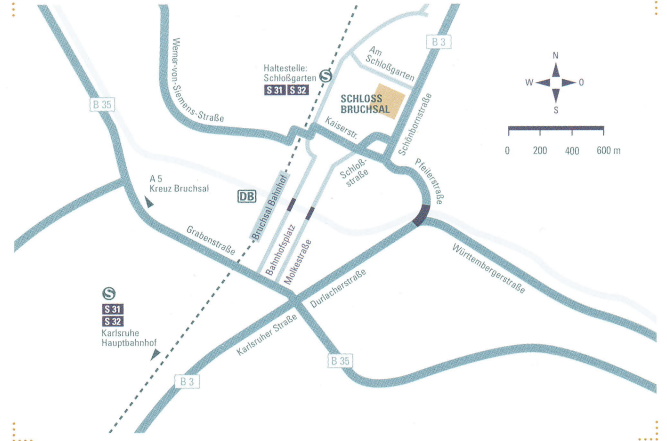 B 3
Am
Schloßgarten
Haltestelle:
Schloßgarten
S
S 31 S 32
SCHLOSS
BRUCHSAL
N
W O
S
0 200 400 600 m
Werner-von-
Siemens-Straße
B 35
Kaiserstr.
Schönbornstraße
Schloß-
straße
Pfeilerstraße
A 5
Kreuz Bruchsal
DB
Bruchsal Bahnhof
Bahnhofsplatz
Molkestraße
Grabenstraße
Württembergerstraße
Durlacherstraße
S
S 31
S 32
Karlsruhe
Hauptbahnhof
Karlsruher Straße
B 35
B 3